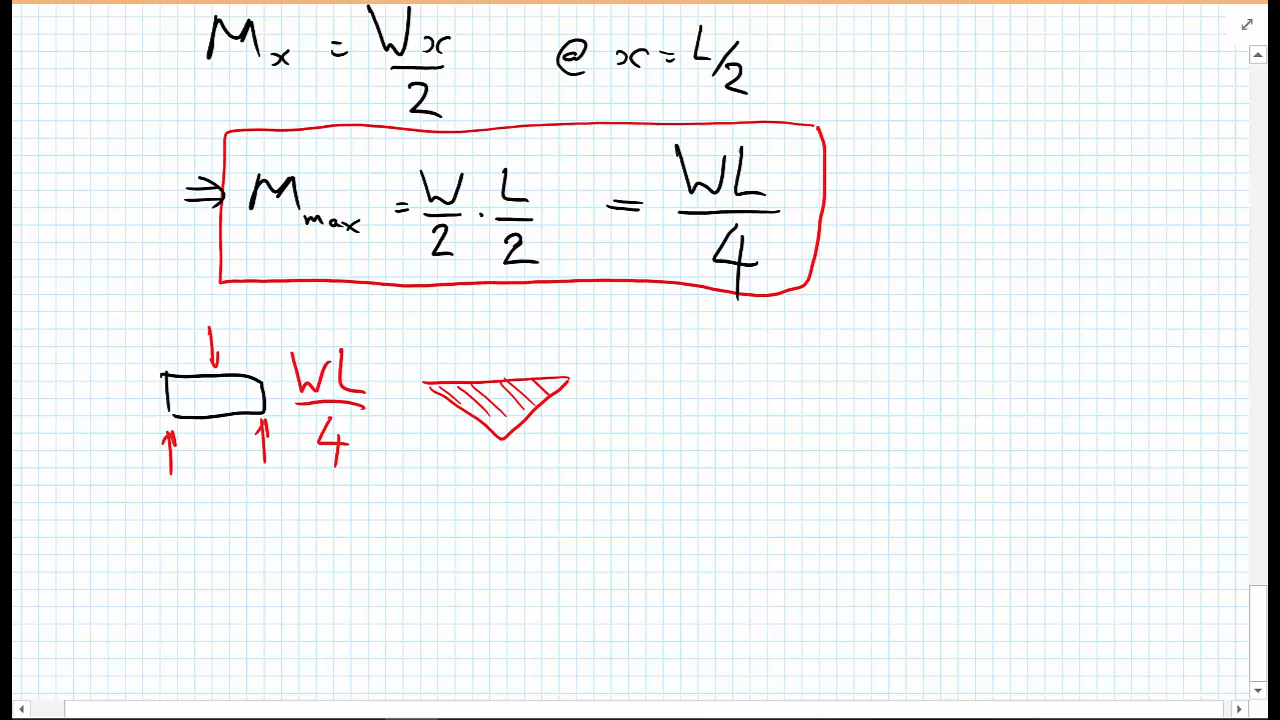 Mx = Wx/2 @ x = L/2
⇒ Mmax = W/2 · L/2 = WL/4
WL/4